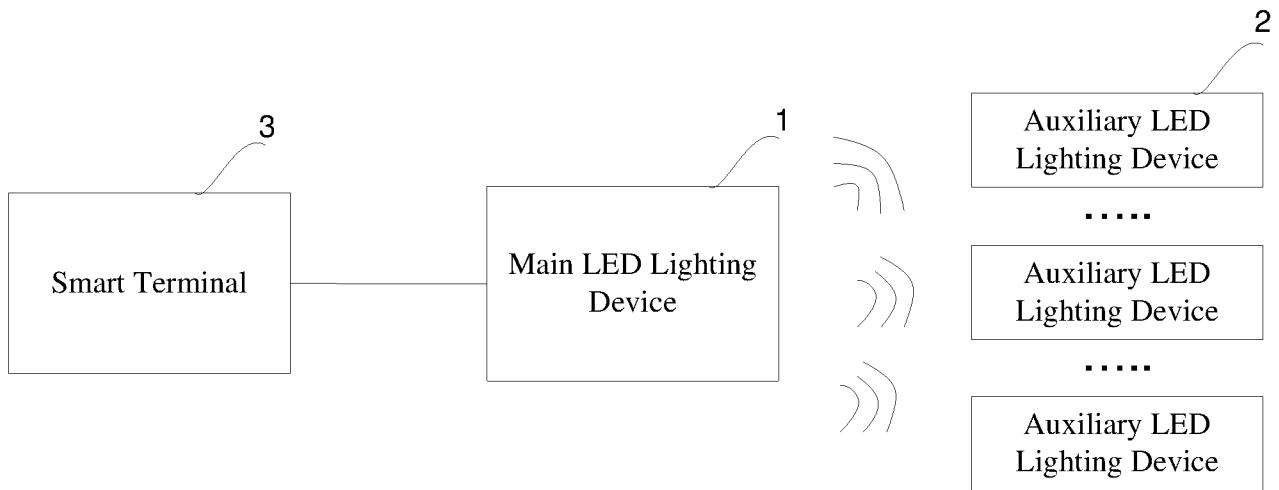 2
Auxiliary LED
Lighting Device
3
1
.....
Smart Terminal
Main LED Lighting
Device
Auxiliary LED
Lighting Device
.....
Auxiliary LED
Lighting Device